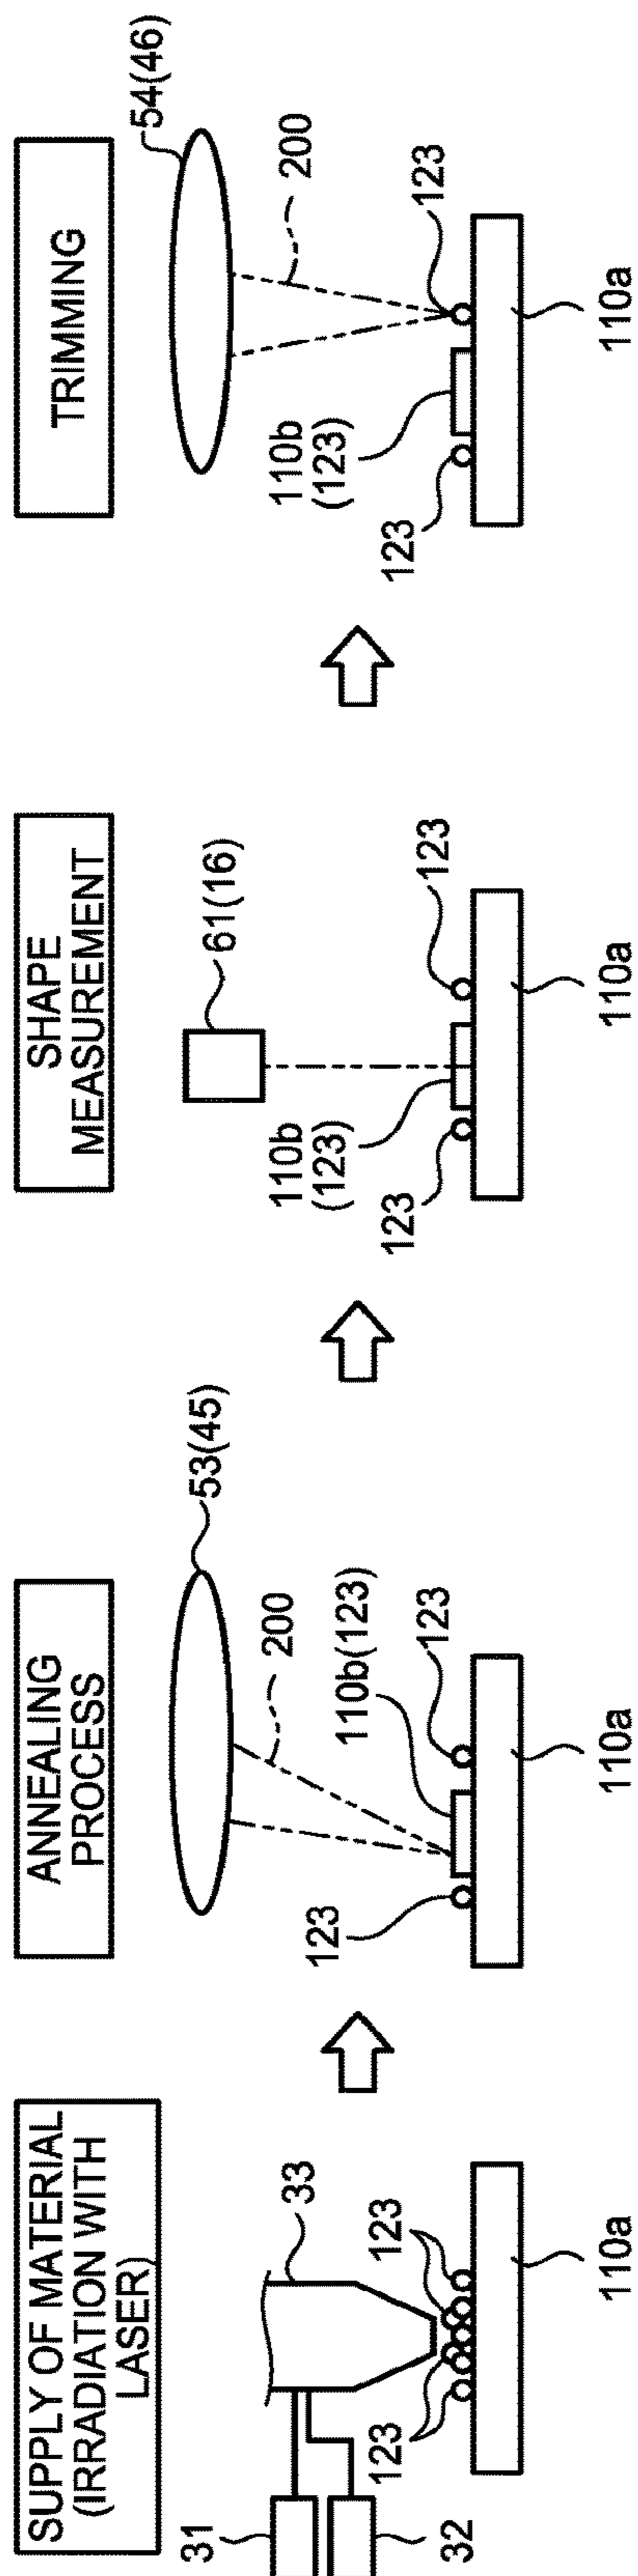 SUPPLY OF MATERIAL
(IRRADIATION WITH
LASER)
31
32
33
123
123
110a
ANNEALING
PROCESS
53(45)
200
110b(123)
123
123
110a
SHAPE
MEASUREMENT
61(16)
110b
(123)
123
123
110a
TRIMMING
54(46)
200
110b
(123)
123
123
110a